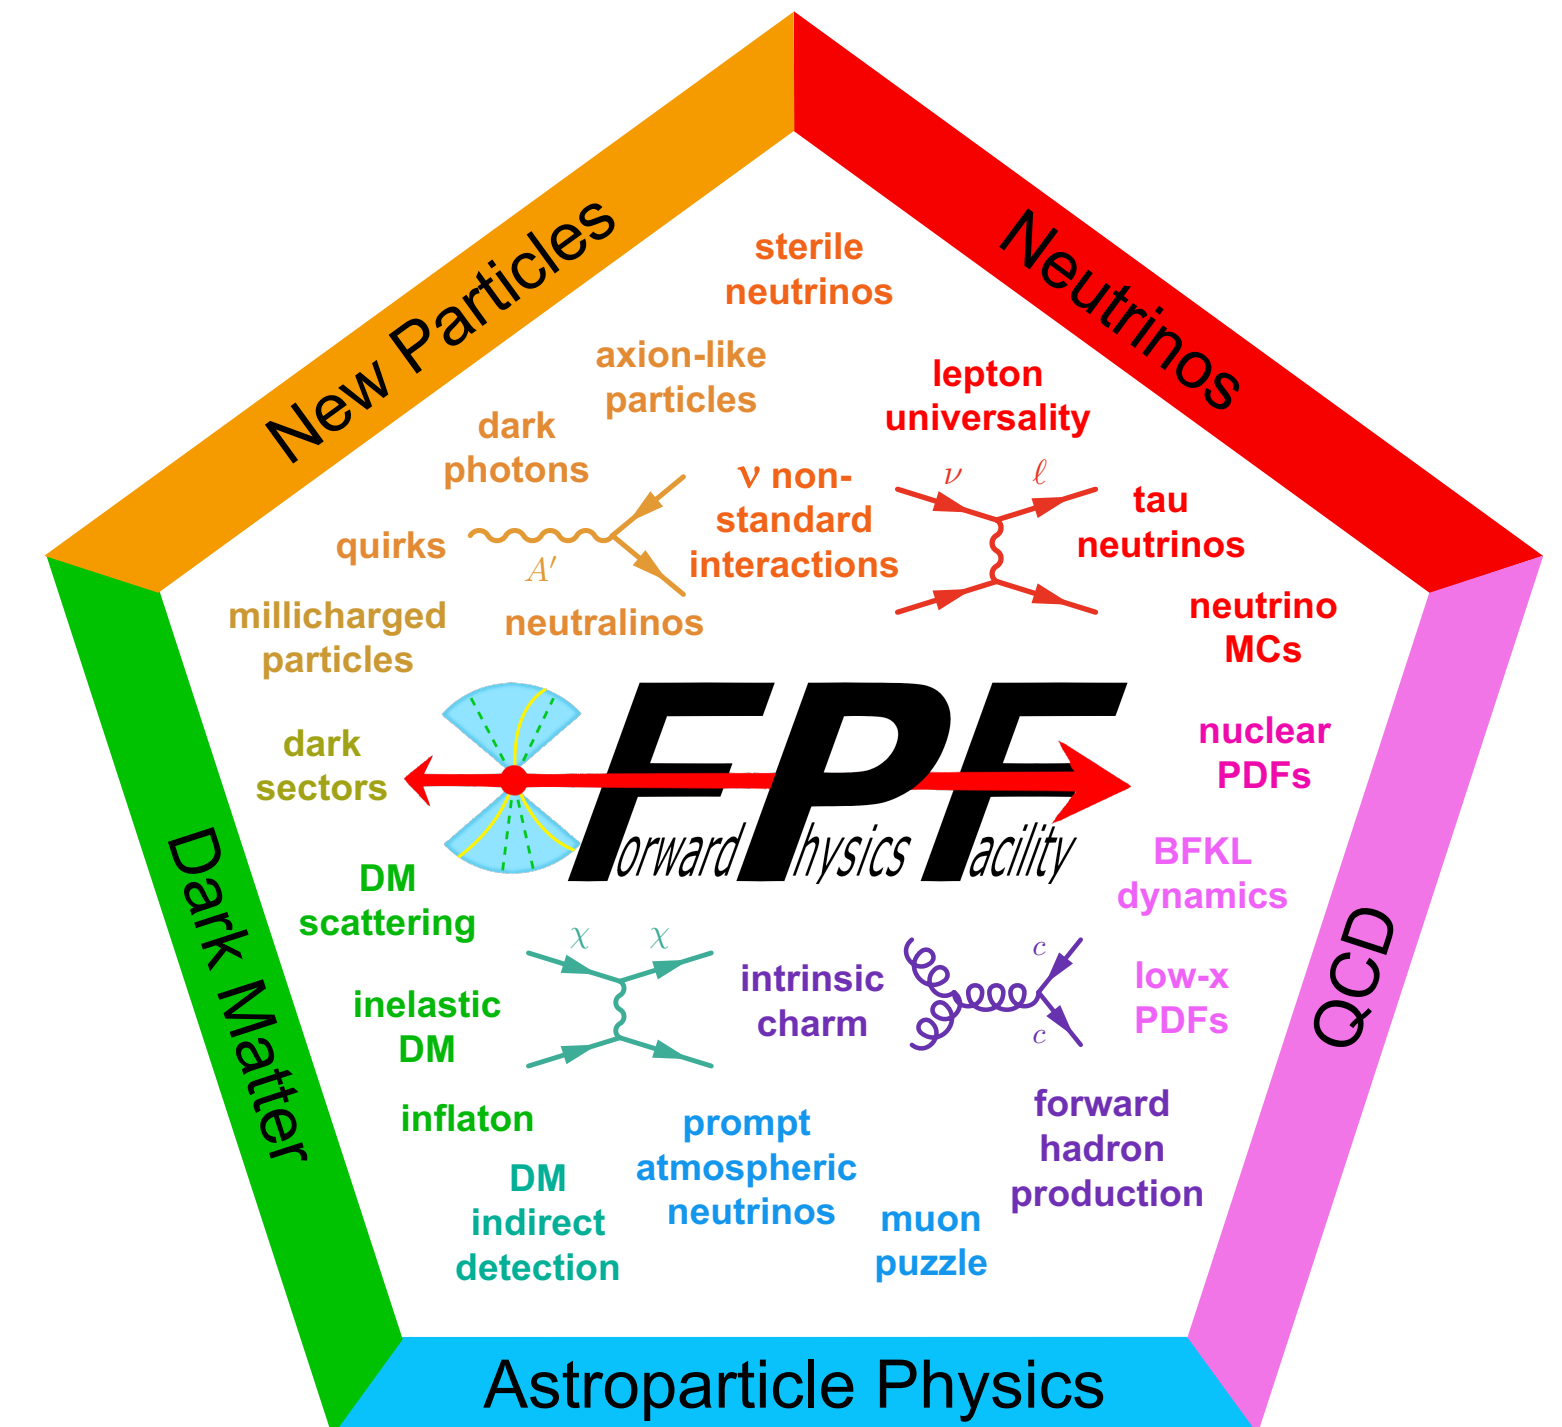 New Particles
Neutrinos
sterile
neutrinos
axion-like
particles
lepton
universality
dark
photons
ν non-
standard
interactions
ν
ℓ
tau
neutrinos
quirks
A′
neutralinos
millicharged
particles
neutrino
MCs
dark
sectors
nuclear
PDFs
FPF
Forward Physics Facility
BFKL
dynamics
DM
scattering
Dark Matter
QCD
χ
χ
intrinsic
charm
c
c
low-x
PDFs
inelastic
DM
inflaton
prompt
atmospheric
neutrinos
forward
hadron
production
DM
indirect
detection
muon
puzzle
Astroparticle Physics